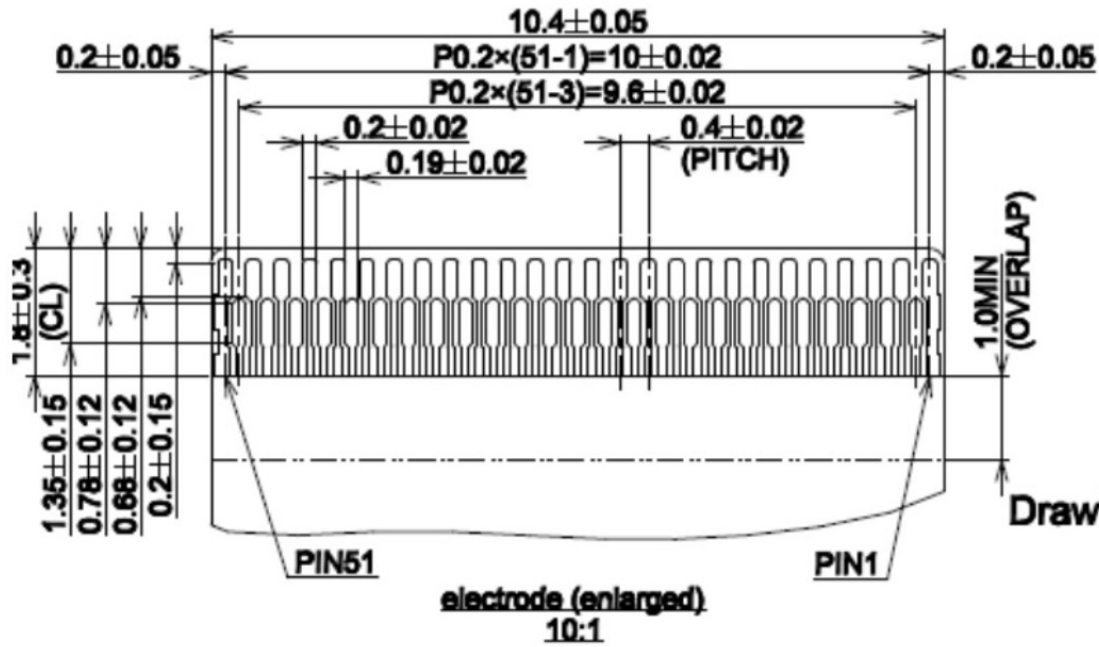 10.4±0.05
0.2±0.05
P0.2×(51-1)=10±0.02
0.2±0.05
P0.2×(51-3)=9.6±0.02
0.2±0.02
0.4±0.02
(PITCH)
0.19±0.02
1.8±0.3
(CL)
1.35±0.15
0.78±0.12
0.68±0.12
0.2±0.15
1.0MIN
(OVERLAP)
Draw
PIN51
PIN1
electrode (enlarged)
10:1